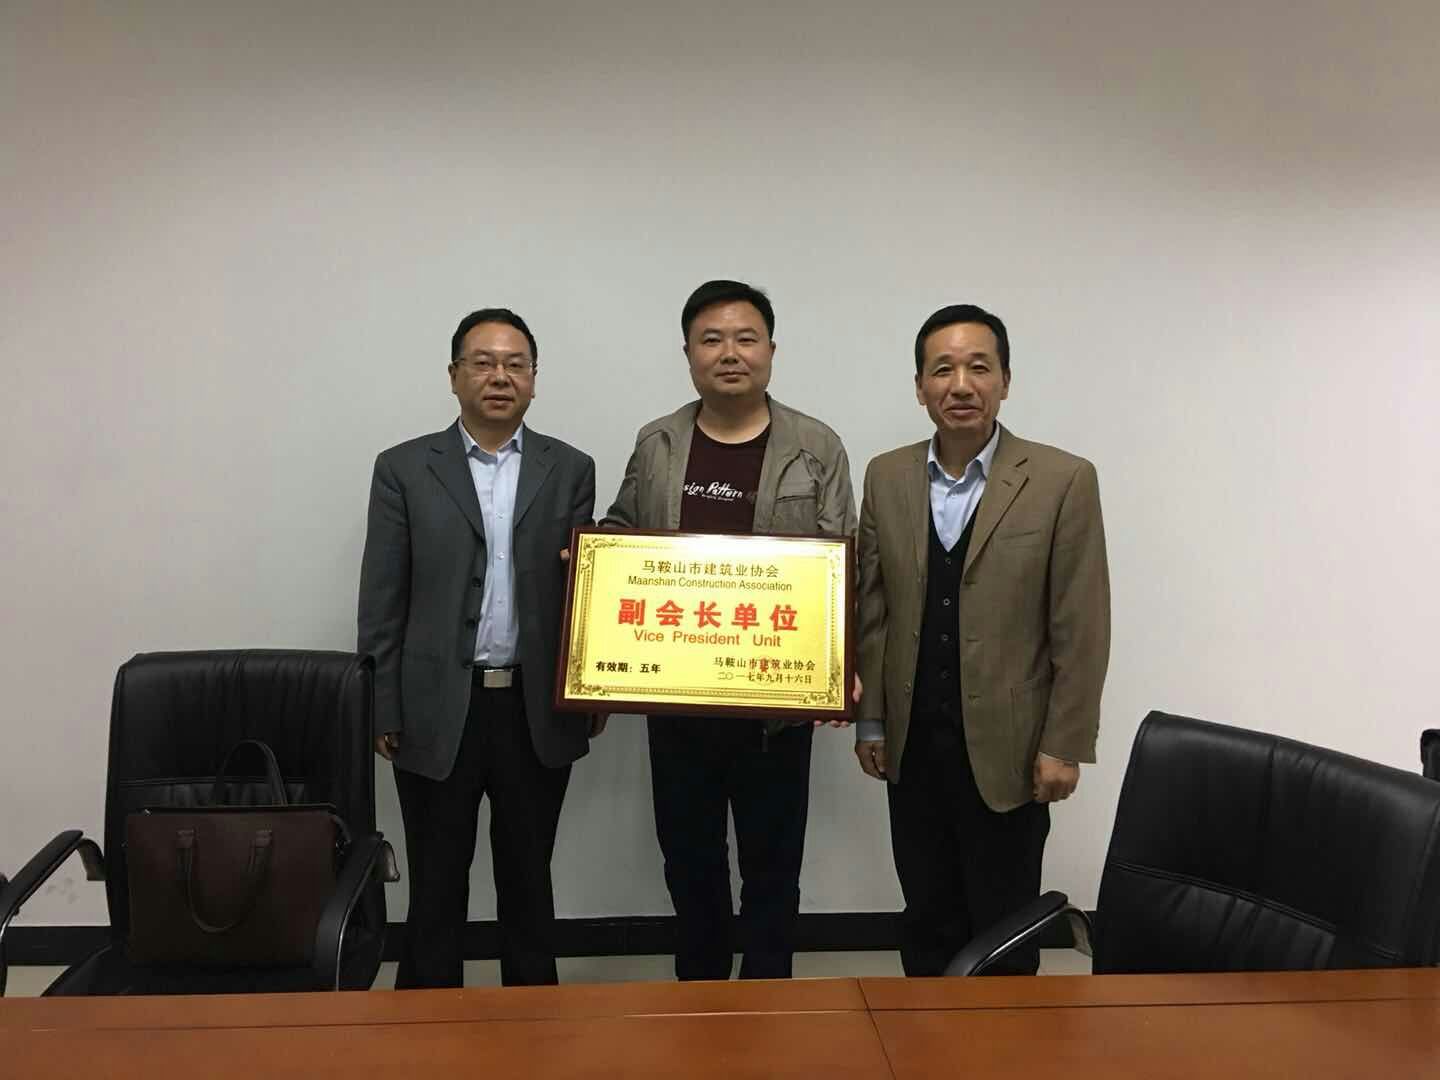 马鞍山市建筑业协会
Maanshan Construction Association
副会长单位
Vice President Unit
有效期：五年
马鞍山市建筑业协会
二〇一七年九月十六日
sign Pattern